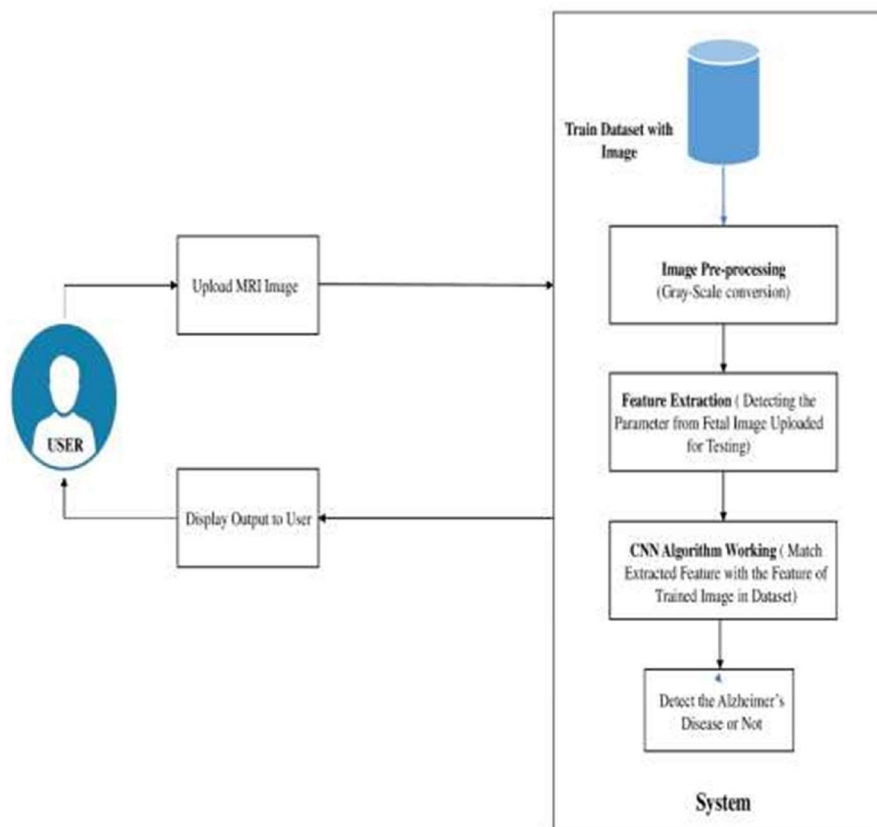 Train Dataset with
Image
Image Pre-processing
(Gray-Scale conversion)
Upload MRI Image
Feature Extraction ( Detecting the
Parameter from Fetal Image Uploaded
for Testing)
USER
Display Output to User
CNN Algorithm Working ( Match
Extracted Feature with the Feature of
Trained Image in Dataset)
Detect the Alzheimer's
Disease or Not
System